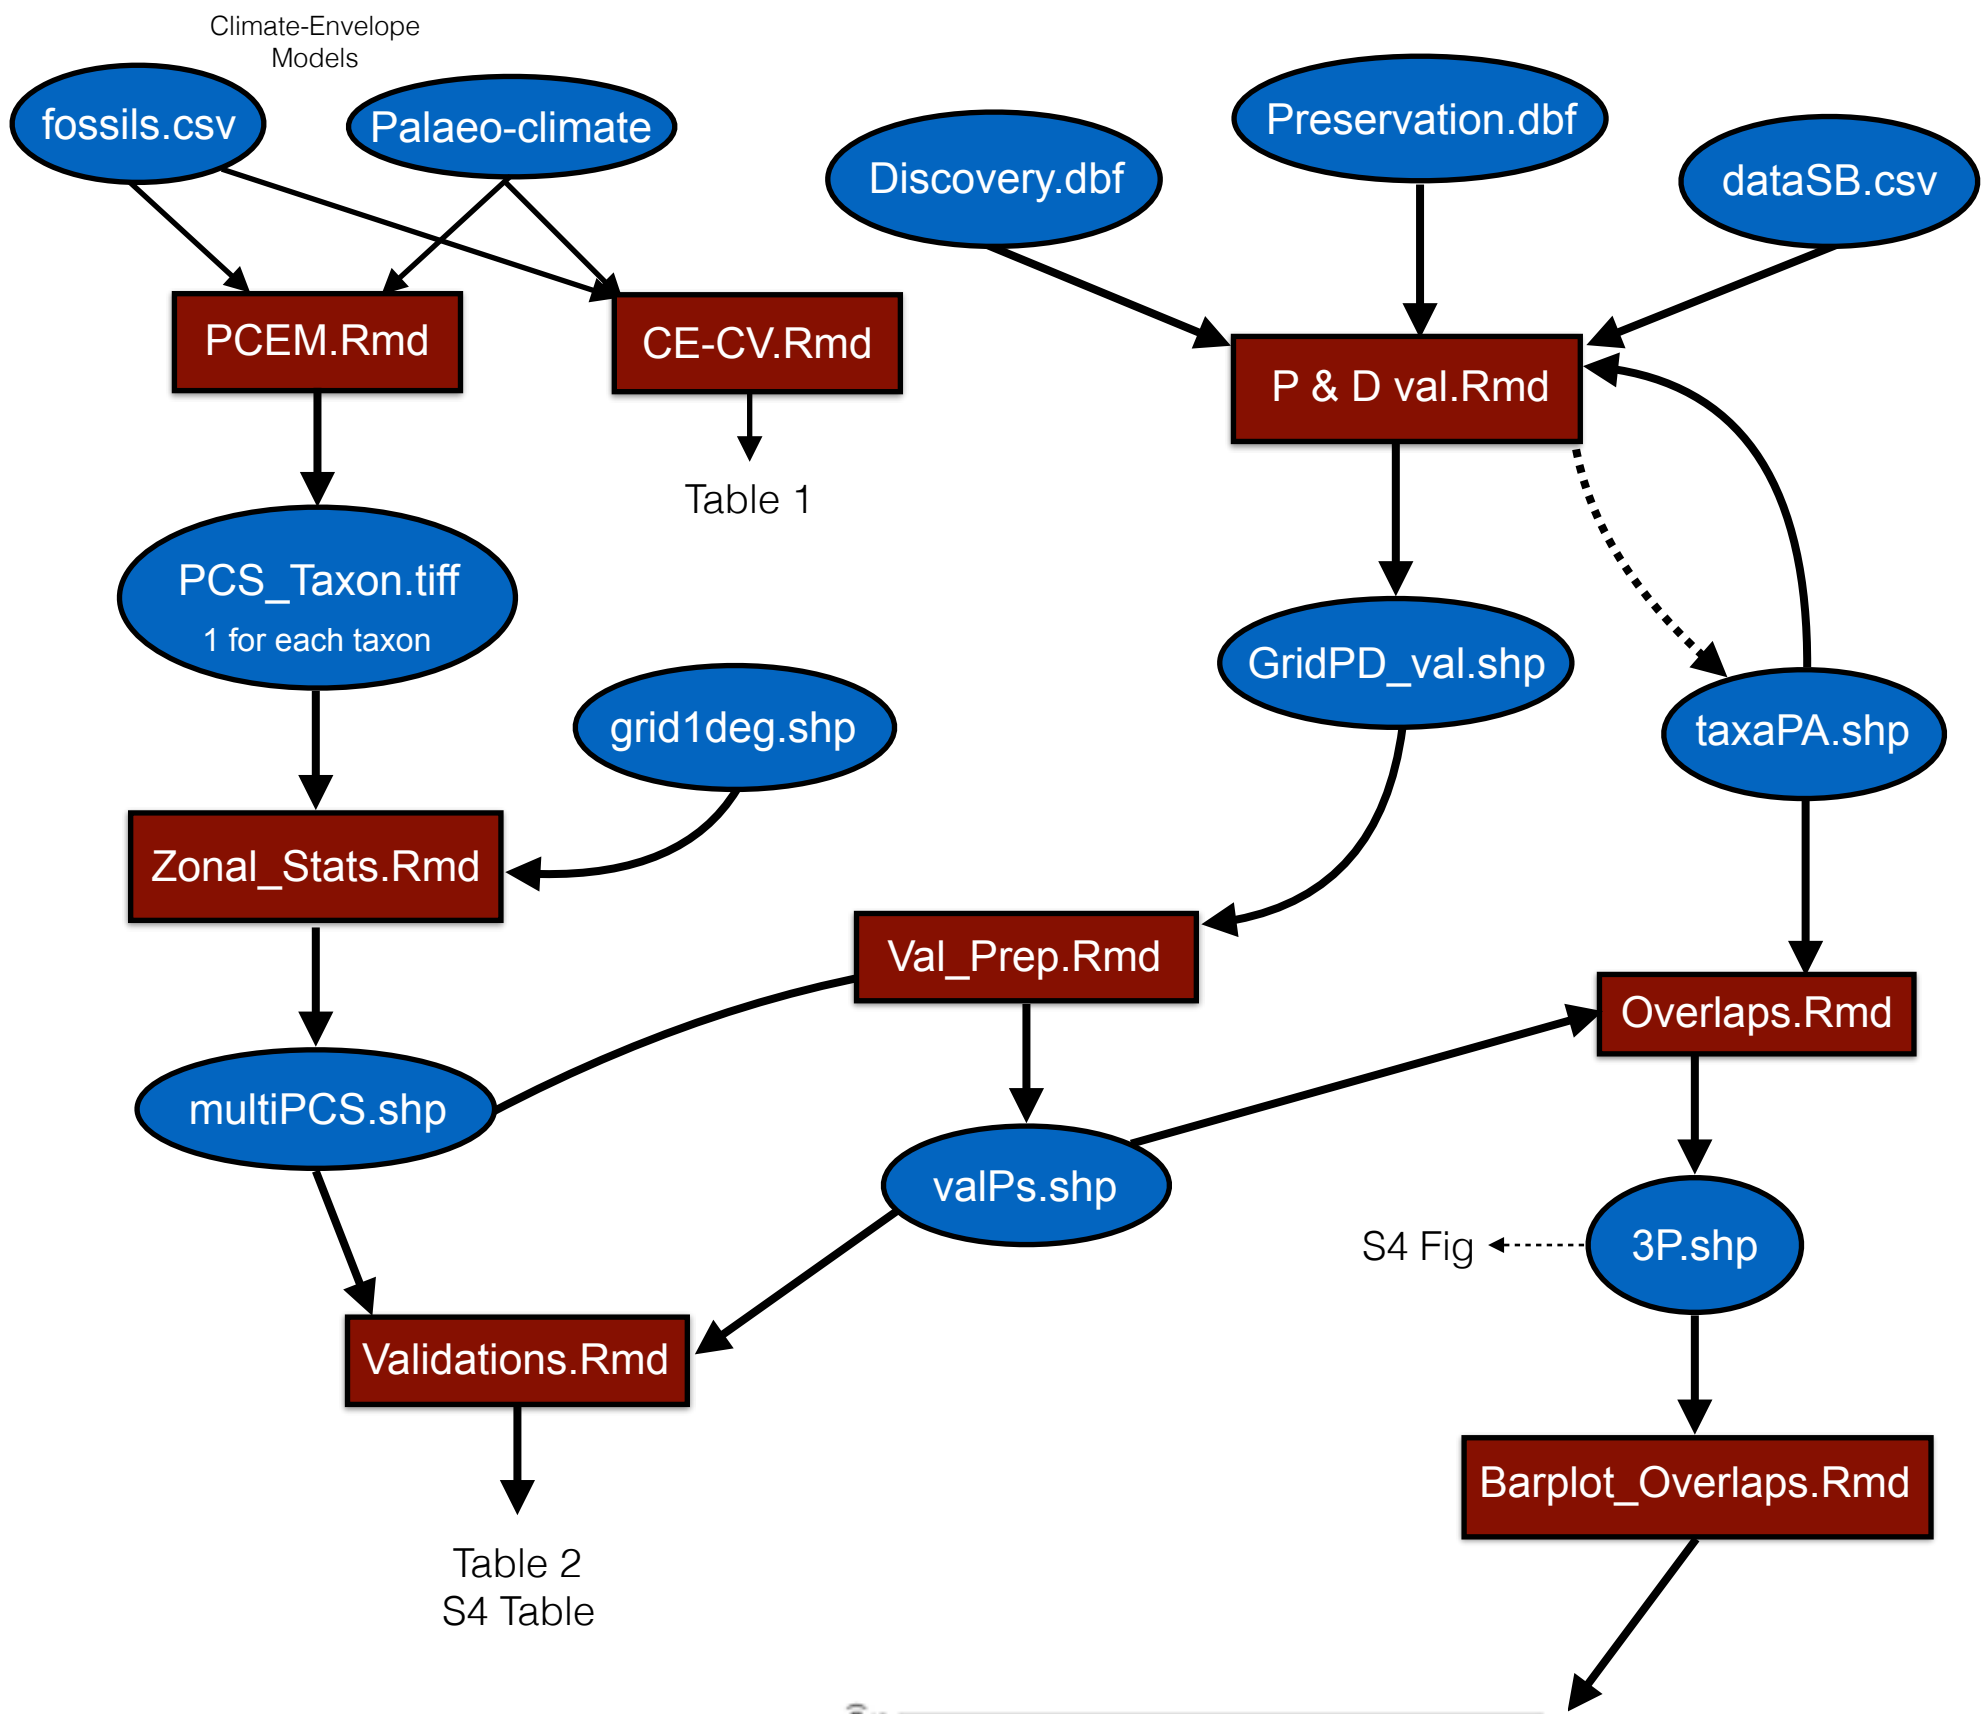 Climate-Envelope
Models
fossils.csv
Palaeo-climate
Discovery.dbf
Preservation.dbf
dataSB.csv
PCEM.Rmd
CE-CV.Rmd
P & D val.Rmd
Table 1
PCS_Taxon.tiff
1 for each taxon
GridPD_val.shp
grid1deg.shp
taxaPA.shp
Zonal_Stats.Rmd
Val_Prep.Rmd
Overlaps.Rmd
multiPCS.shp
valPs.shp
S4 Fig
3P.shp
Validations.Rmd
Barplot_Overlaps.Rmd
Table 2
S4 Table